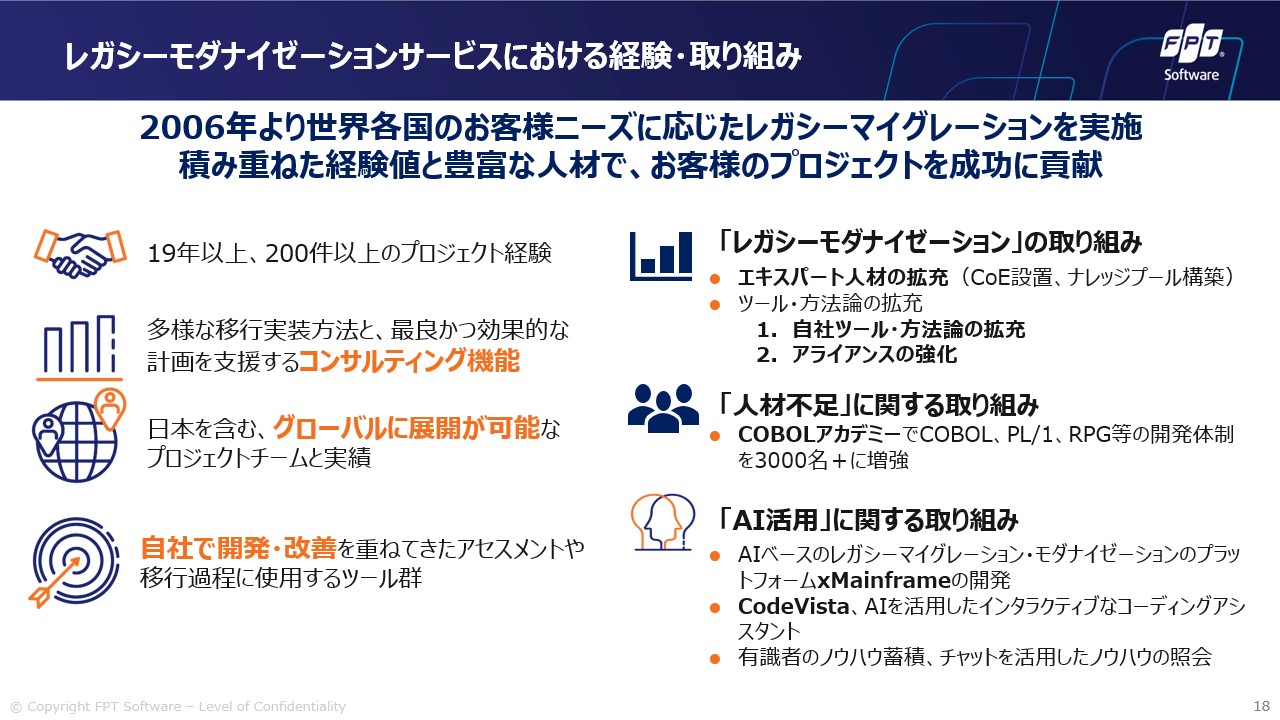 レガシーモダナイゼーションサービスにおける経験・取り組み
FPT
Software
2006年より世界各国のお客様ニーズに応じたレガシーマイグレーションを実施
積み重ねた経験値と豊富な人材で、お客様のプロジェクトを成功に貢献
19年以上、200件以上のプロジェクト経験
多様な移行実装方法と、最良かつ効果的な
計画を支援するコンサルティング機能
日本を含む、グローバルに展開が可能な
プロジェクトチームと実績
自社で開発・改善を重ねてきたアセスメントや
移行過程に使用するツール群
「レガシーモダナイゼーション」の取り組み
エキスパート人材の拡充（CoE設置、ナレッジプール構築）
ツール・方法論の拡充
1. 自社ツール・方法論の拡充
2. アライアンスの強化
「人材不足」に関する取り組み
COBOLアカデミーでCOBOL、PL/1、RPG等の開発体制
を3000名＋に増強
「AI活用」に関する取り組み
AIベースのレガシーマイグレーション・モダナイゼーションのプラッ
トフォームxMainframeの開発
CodeVista、AIを活用したインタラクティブなコーディングアシ
スタント
有識者のノウハウ蓄積、チャットを活用したノウハウの照会
© Copyright FPT Software – Level of Confidentiality
18